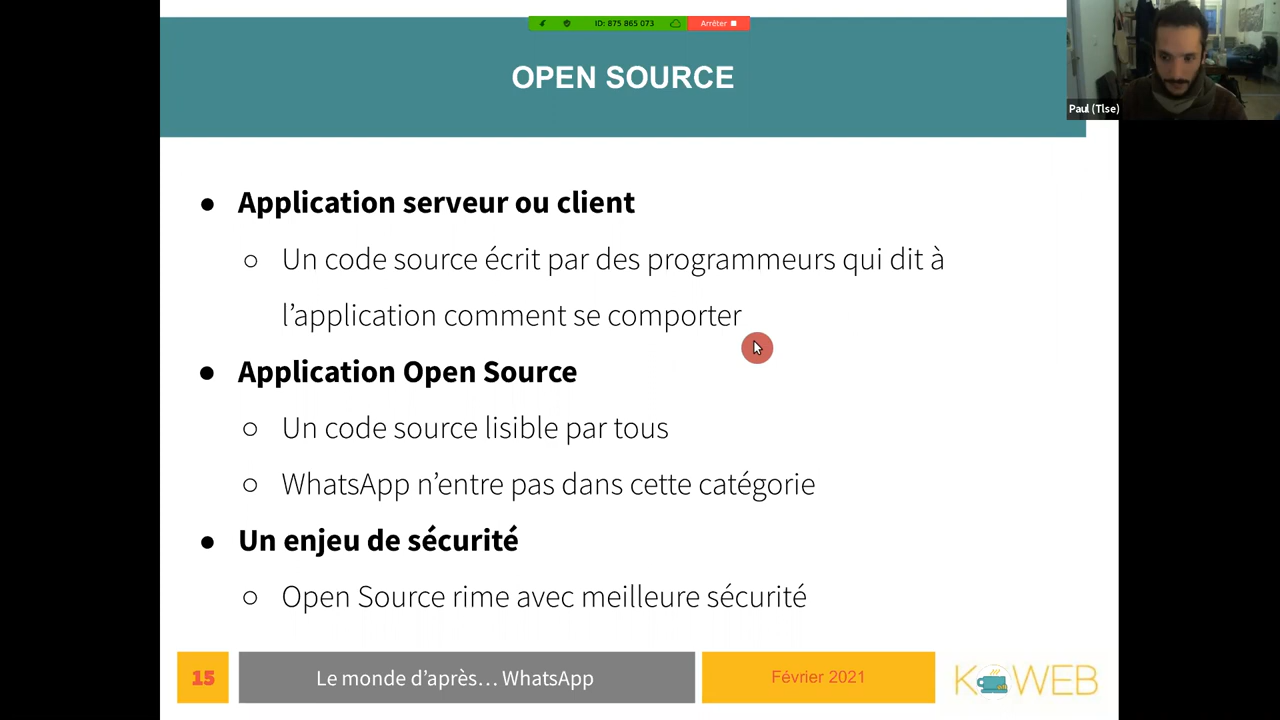 ID: 875 865 073
Arrêter
OPEN SOURCE
Paul (Tlse)
● Application serveur ou client
○ Un code source écrit par des programmeurs qui dit à
l’application comment se comporter
● Application Open Source
○ Un code source lisible par tous
○ WhatsApp n’entre pas dans cette catégorie
● Un enjeu de sécurité
○ Open Source rime avec meilleure sécurité
15
Le monde d’après… WhatsApp
Février 2021
K WEB